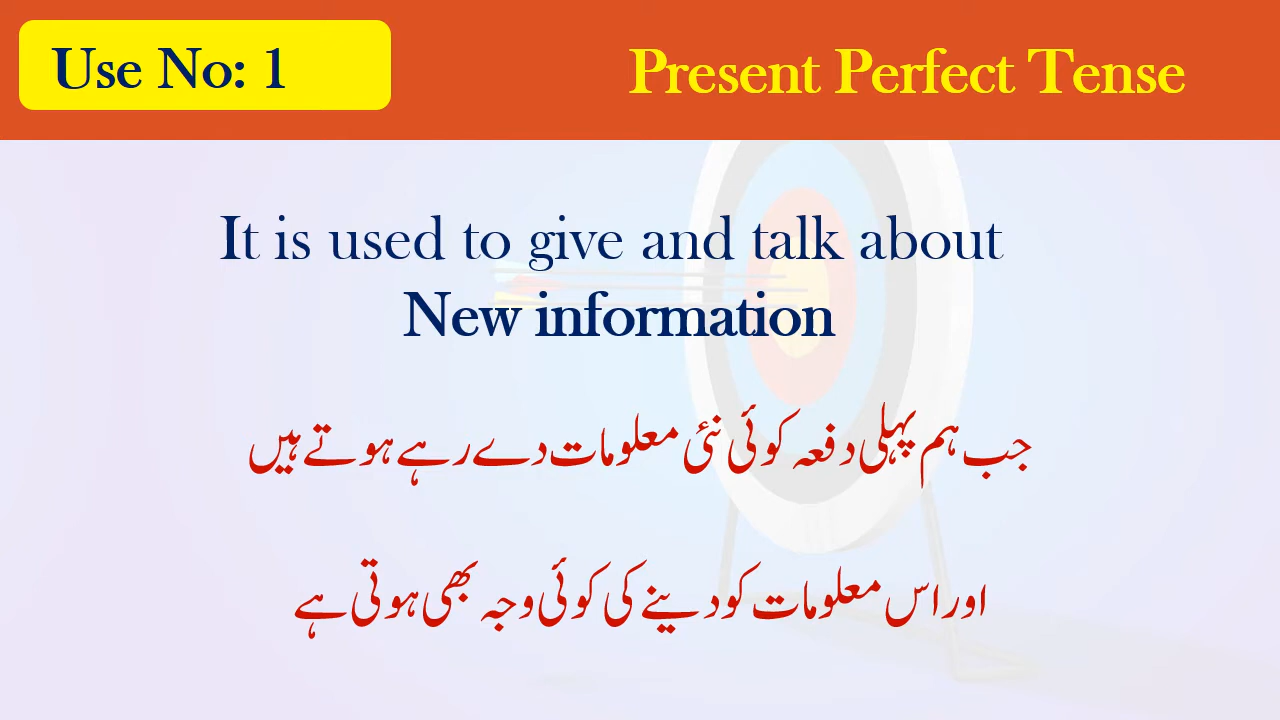 Use No: 1
Present Perfect Tense
It is used to give and talk about
New information
جب ہم پہلی دفعہ کوئی نئی معلومات دے رہے ہوتے ہیں
اور اس معلومات کو دینے کی کوئی وجہ بھی ہوتی ہے